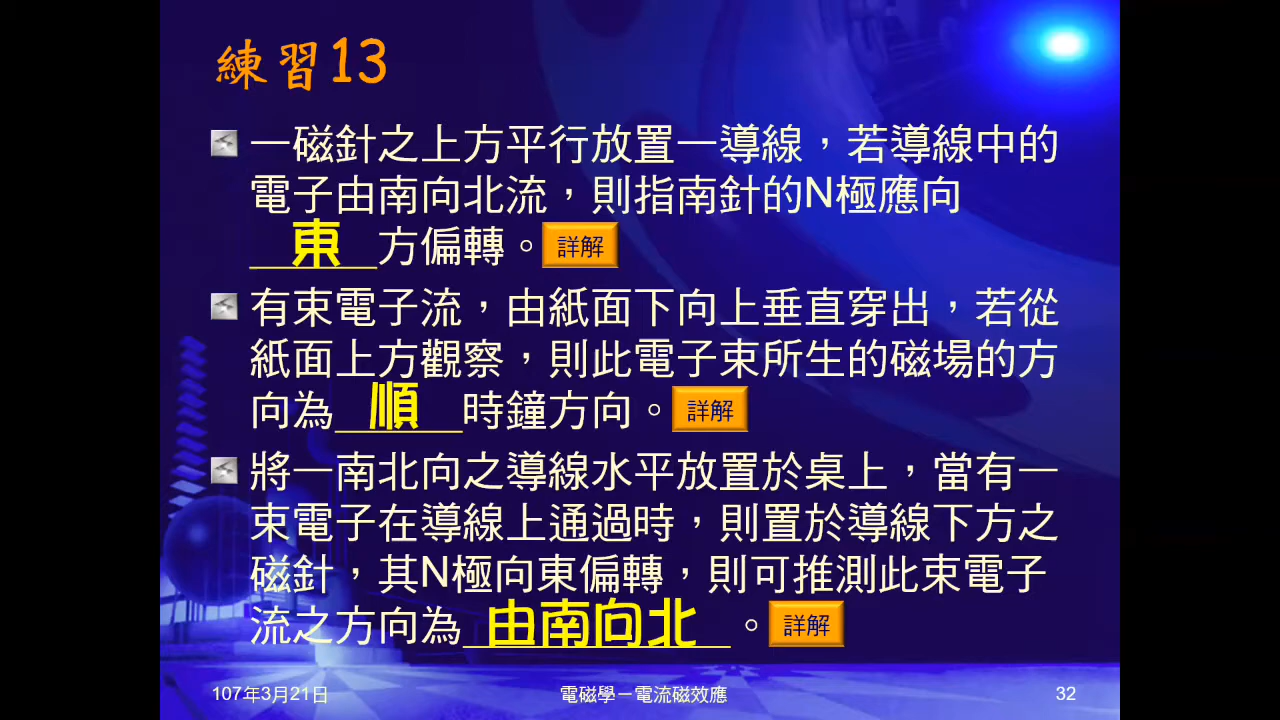 練習13
一磁針之上方平行放置一導線，若導線中的
電子由南向北流，則指南針的N極應向
東方偏轉。詳解
有束電子流，由紙面下向上垂直穿出，若從
紙面上方觀察，則此電子束所生的磁場的方
向為順時鐘方向。詳解
將一南北向之導線水平放置於桌上，當有一
束電子在導線上通過時，則置於導線下方之
磁針，其N極向東偏轉，則可推測此束電子
流之方向為由南向北。詳解
107年3月21日
電磁學－電流磁效應
32